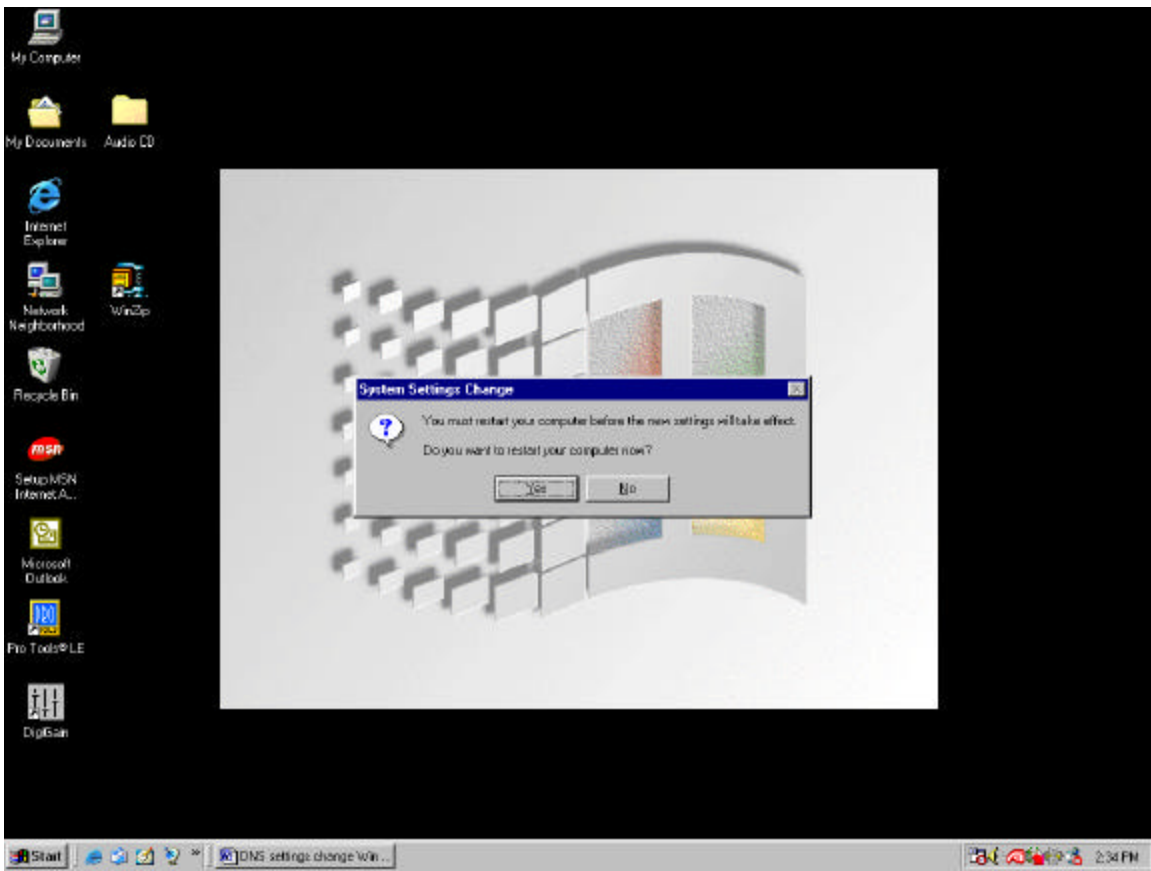 My Computer
My Documents
Audio CD
Internet
Explorer
Network
Neighborhood
WinZip
Recycle Bin
msn
Setup MSN
Internet A...
Microsoft
Outlook
PRO
TOOLS
Pro Tools® LE
DigiGain
System Settings Change
You must restart your computer before the new settings will take effect.
Do you want to restart your computer now?
Yes
No
Start
DNS settings change Win ...
2:34 PM